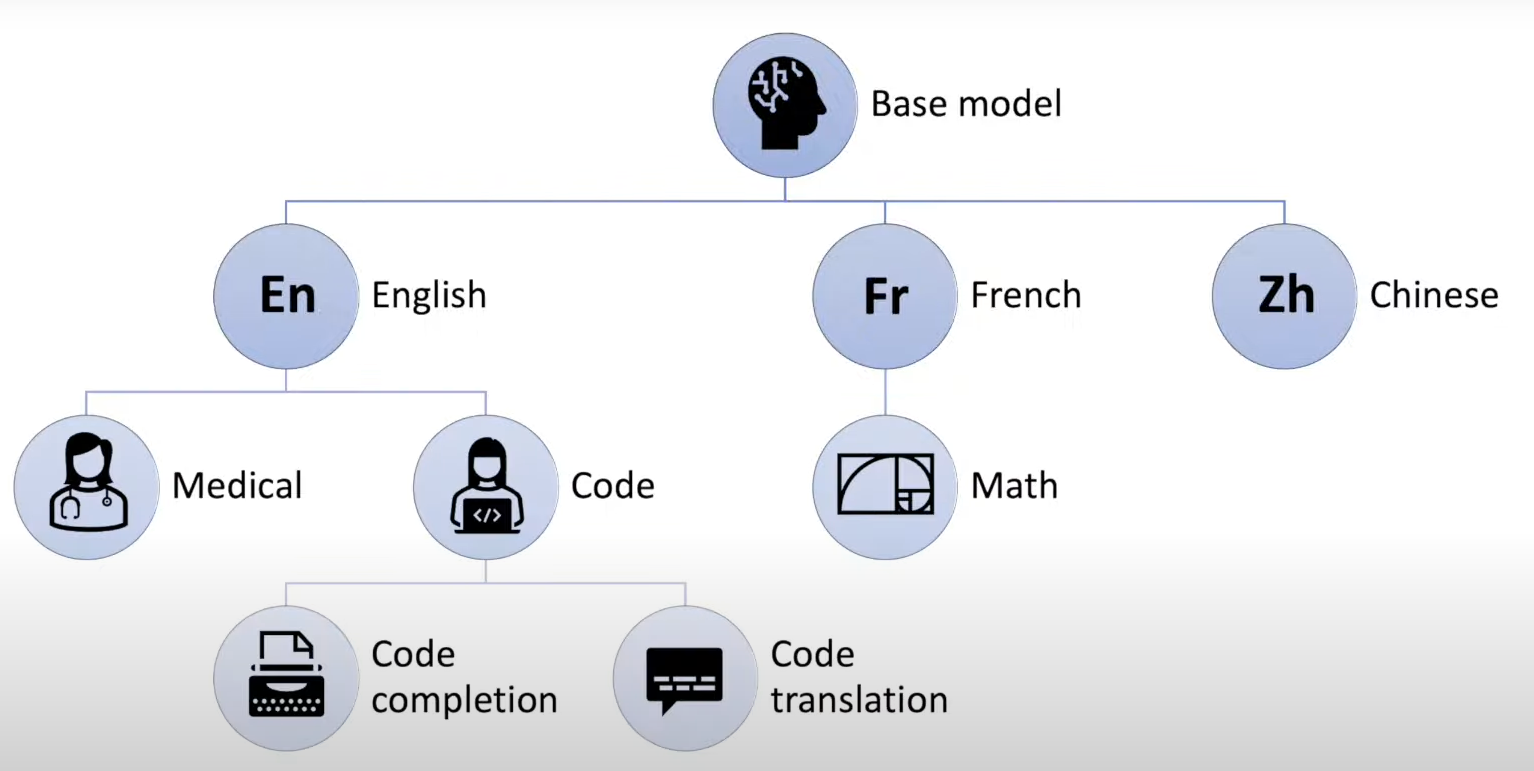 Base model
En
English
Fr
French
Zh
Chinese
Medical
</>
Code
Math
Code
completion
Code
translation